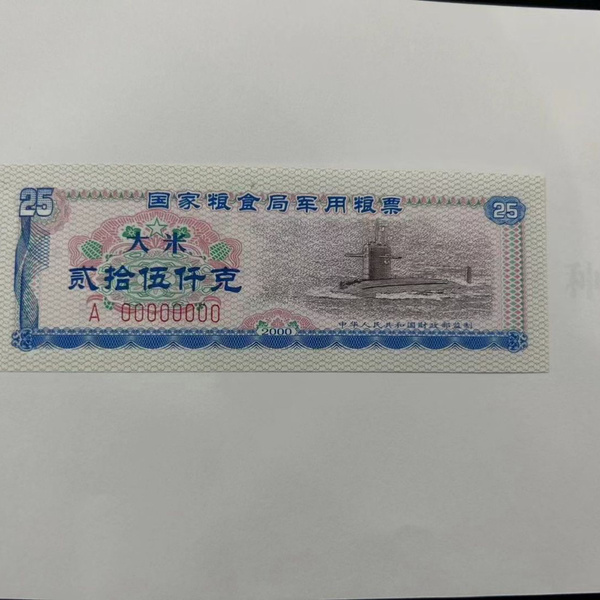 25 国家粮食局军用粮票 25
大米
贰拾伍仟克
A 00000000
2000
中华人民共和国财政部监制